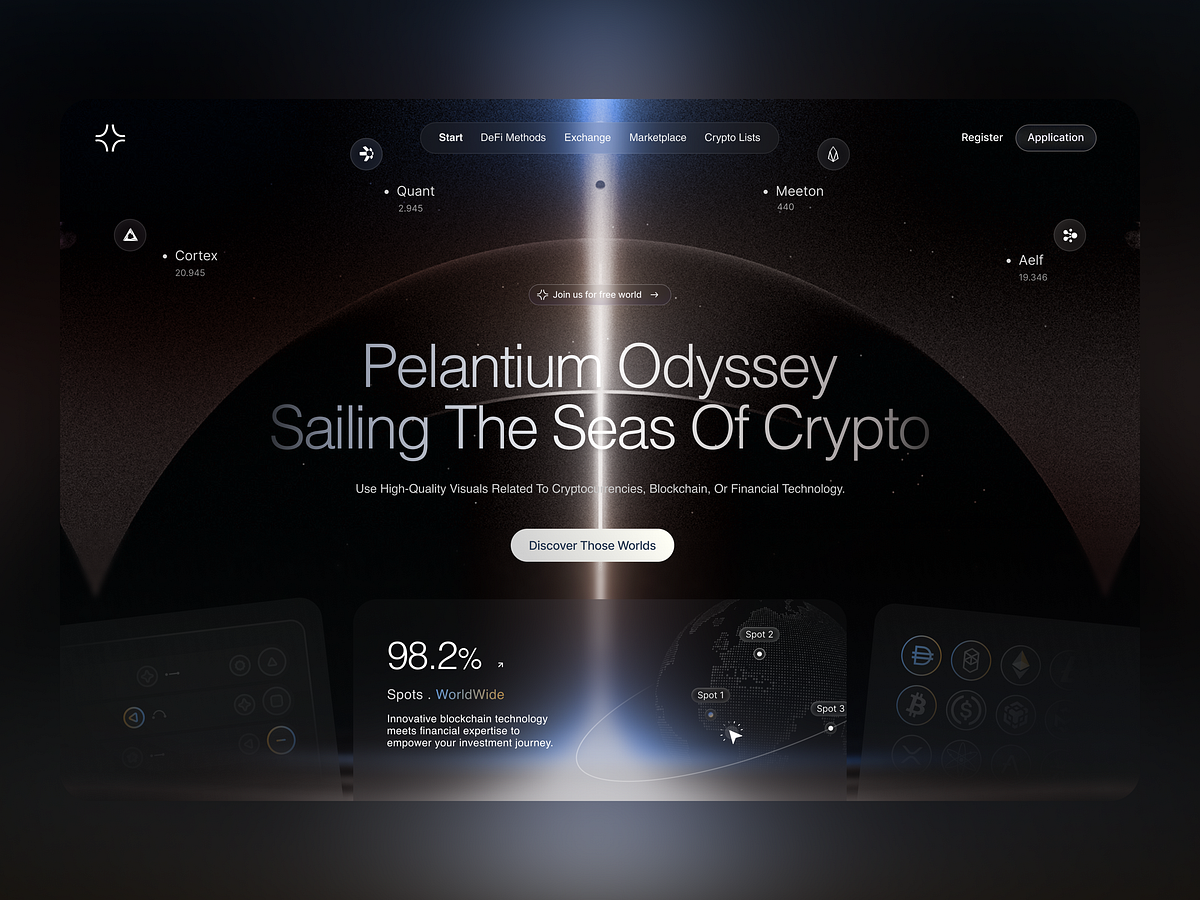 Start DeFi Methods Exchange Marketplace Crypto Lists
Register Application
Quant
2.945
Meeton
440
Cortex
20.945
Aelf
19.346
Join us for free world →
Pelantium Odyssey
Sailing The Seas Of Crypto
Use High-Quality Visuals Related To Cryptocurrencies, Blockchain, Or Financial Technology.
Discover Those Worlds
98.2%
Spots . WorldWide
Innovative blockchain technology
meets financial expertise to
empower your investment journey.
Spot 2
Spot 1
Spot 3